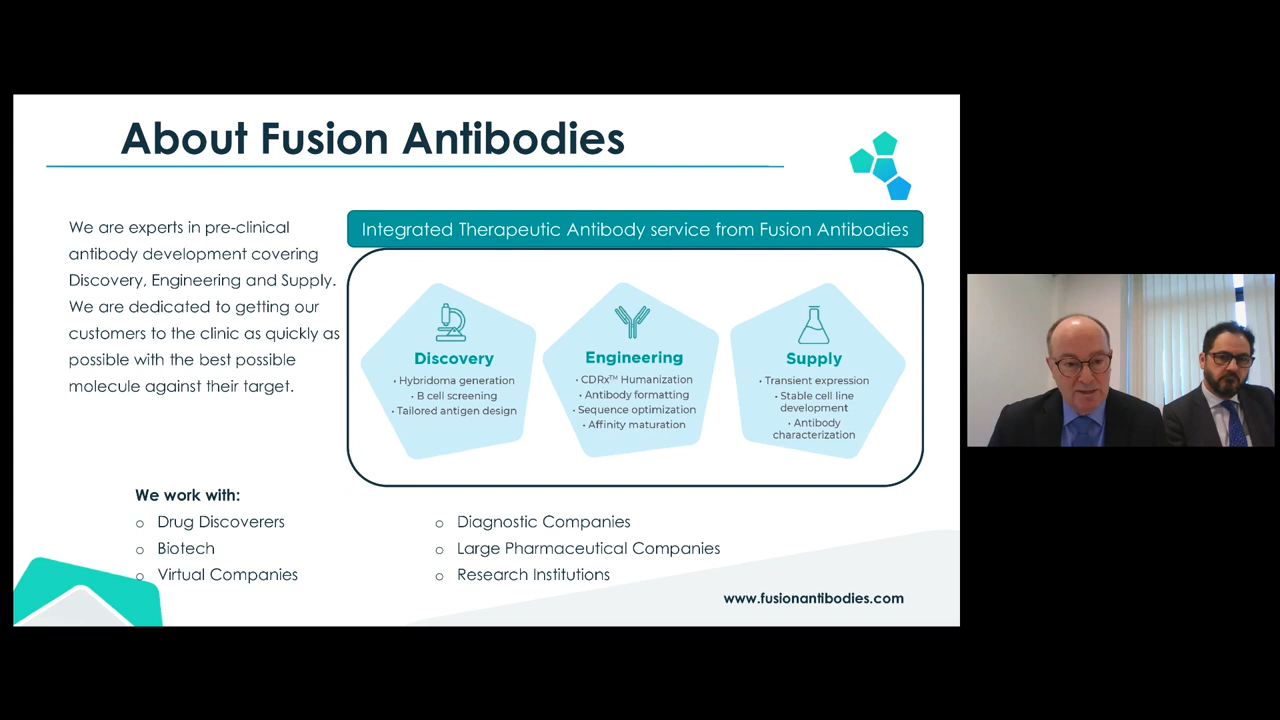 About Fusion Antibodies
We are experts in pre-clinical
antibody development covering
Discovery, Engineering and Supply.
We are dedicated to getting our
customers to the clinic as quickly as
possible with the best possible
molecule against their target.
Integrated Therapeutic Antibody service from Fusion Antibodies
Discovery
• Hybridoma generation
• B cell screening
• Tailored antigen design
Engineering
• CDRx™ Humanization
• Antibody formatting
• Sequence optimization
• Affinity maturation
Supply
• Transient expression
• Stable cell line
development
• Antibody
characterization
We work with:
o Drug Discoverers
o Biotech
o Virtual Companies
o Diagnostic Companies
o Large Pharmaceutical Companies
o Research Institutions
www.fusionantibodies.com